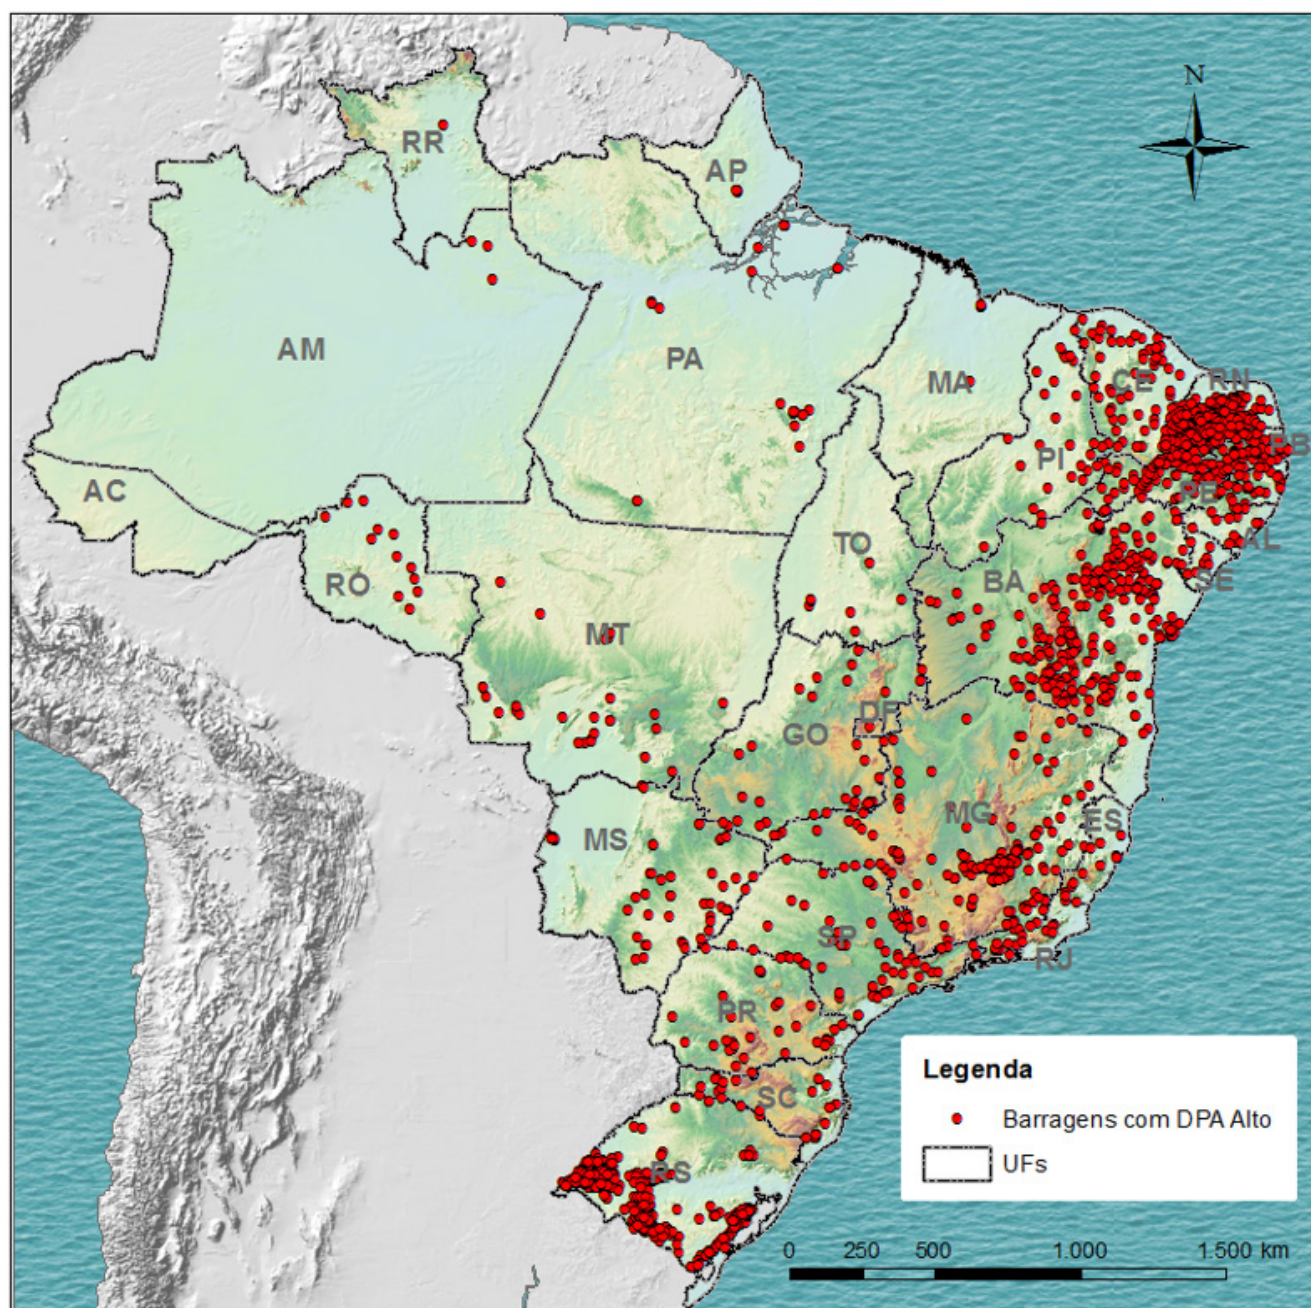 N
RR
AP
AM
PA
MA
CE
RN
PB
PI
PE
AC
AL
TO
SE
BA
RO
MT
DF
GO
MG
ES
MS
SP
RJ
PR
SC
RS
Legenda
Barragens com DPA Alto
UFs
0 250 500 1.000 1.500 km